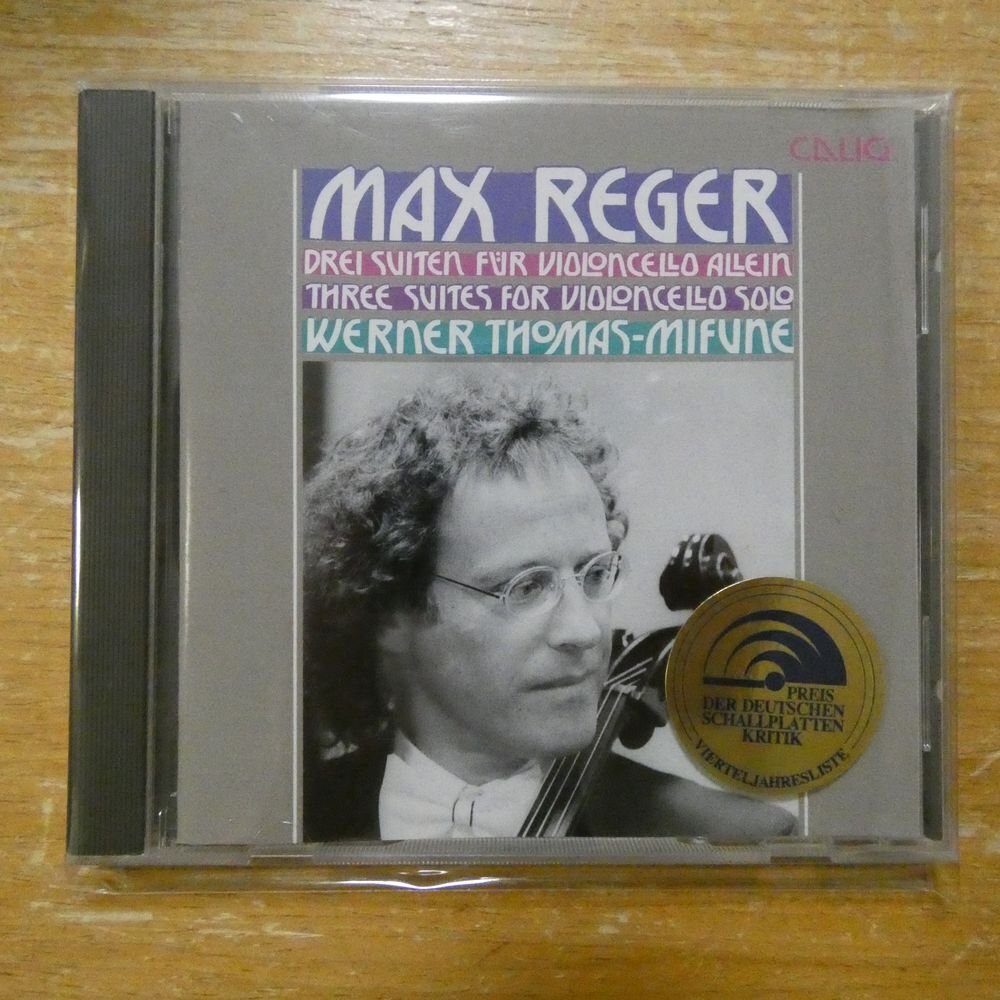 CALIG
MAX REGER
DREI SUITEN FÜR VIOLONCELLO ALLEIN
THREE SUITES FOR VIOLONCELLO SOLO
WERNER THOMAS-MIFUNE
PREIS
DER DEUTSCHEN
SCHALLPLATTEN
KRITIK
VIERTELJAHRESLISTE